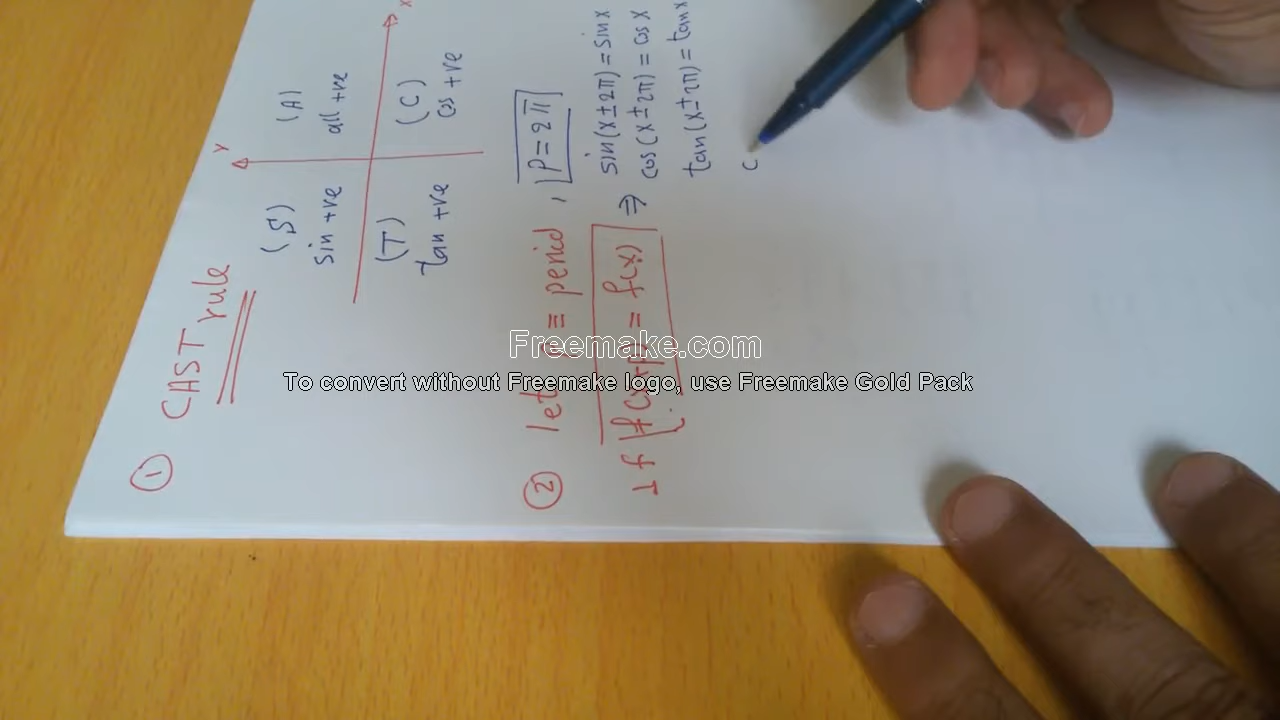 ① CAST rule
Y
X
(S)
sin +ve
(A)
all +ve
(T)
tan +ve
(C)
cos +ve
② let p ≡ period , P = 2π
If f(x+p) = f(x) ⇒ sin(x ± 2π) = sin x
cos(x ± 2π) = cos x
tan(x ± 2π) = tan x
c
Freemake.com
To convert without Freemake logo, use Freemake Gold Pack